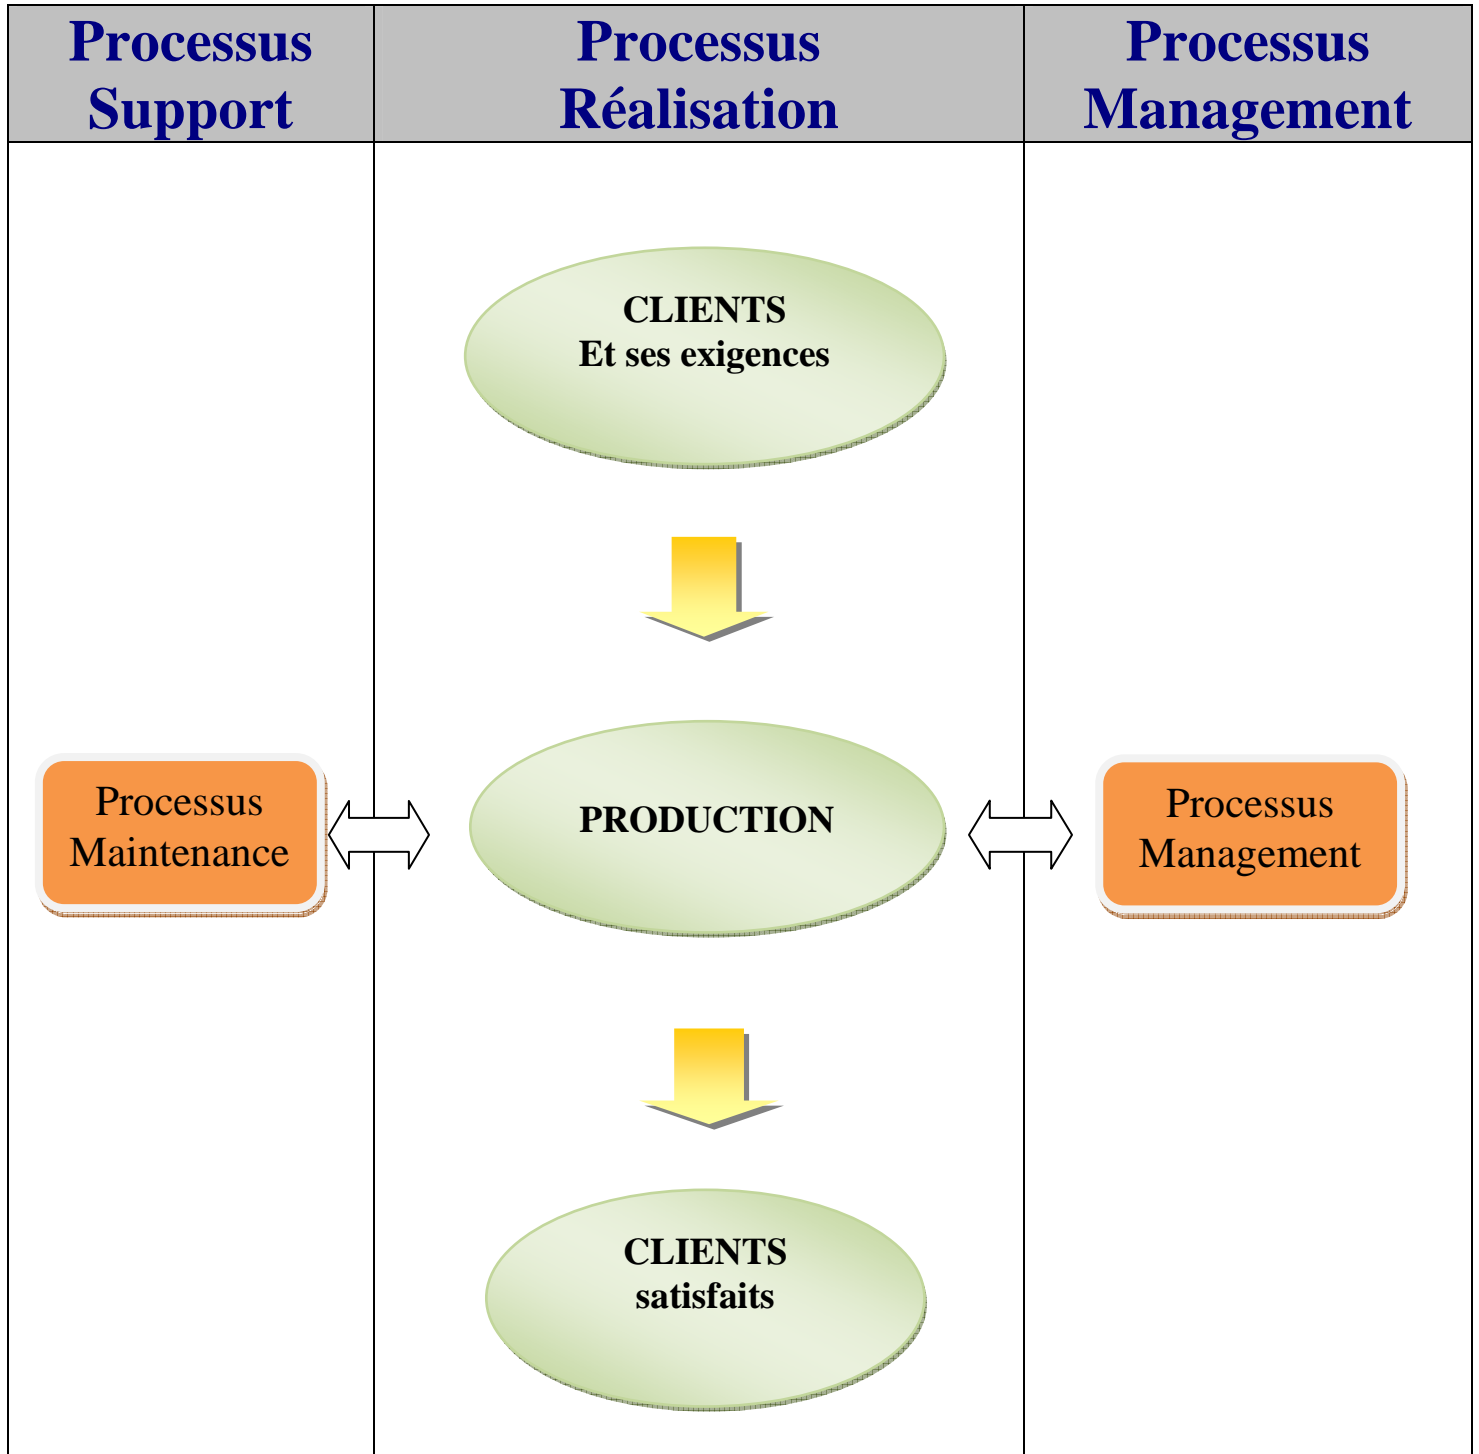 Processus
Support
Processus
Réalisation
Processus
Management
CLIENTS
Et ses exigences
Processus
Maintenance
PRODUCTION
Processus
Management
CLIENTS
satisfaits